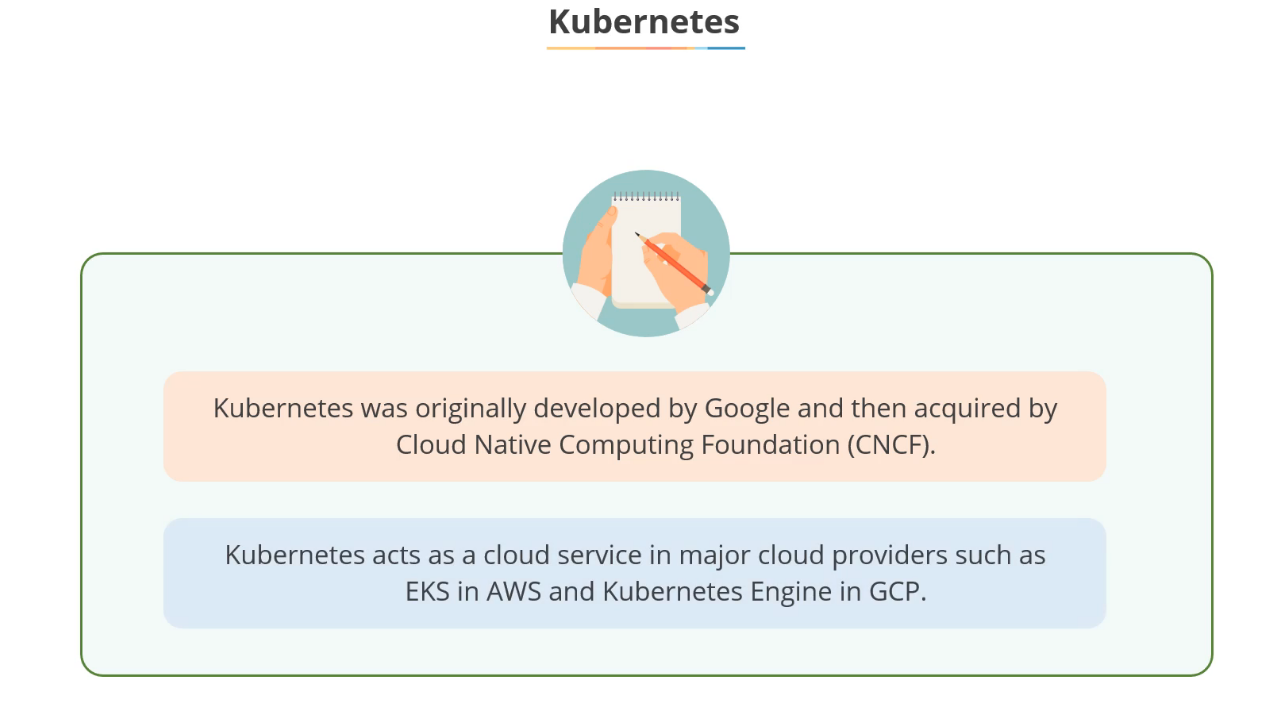 Kubernetes
Kubernetes was originally developed by Google and then acquired by
Cloud Native Computing Foundation (CNCF).
Kubernetes acts as a cloud service in major cloud providers such as
EKS in AWS and Kubernetes Engine in GCP.